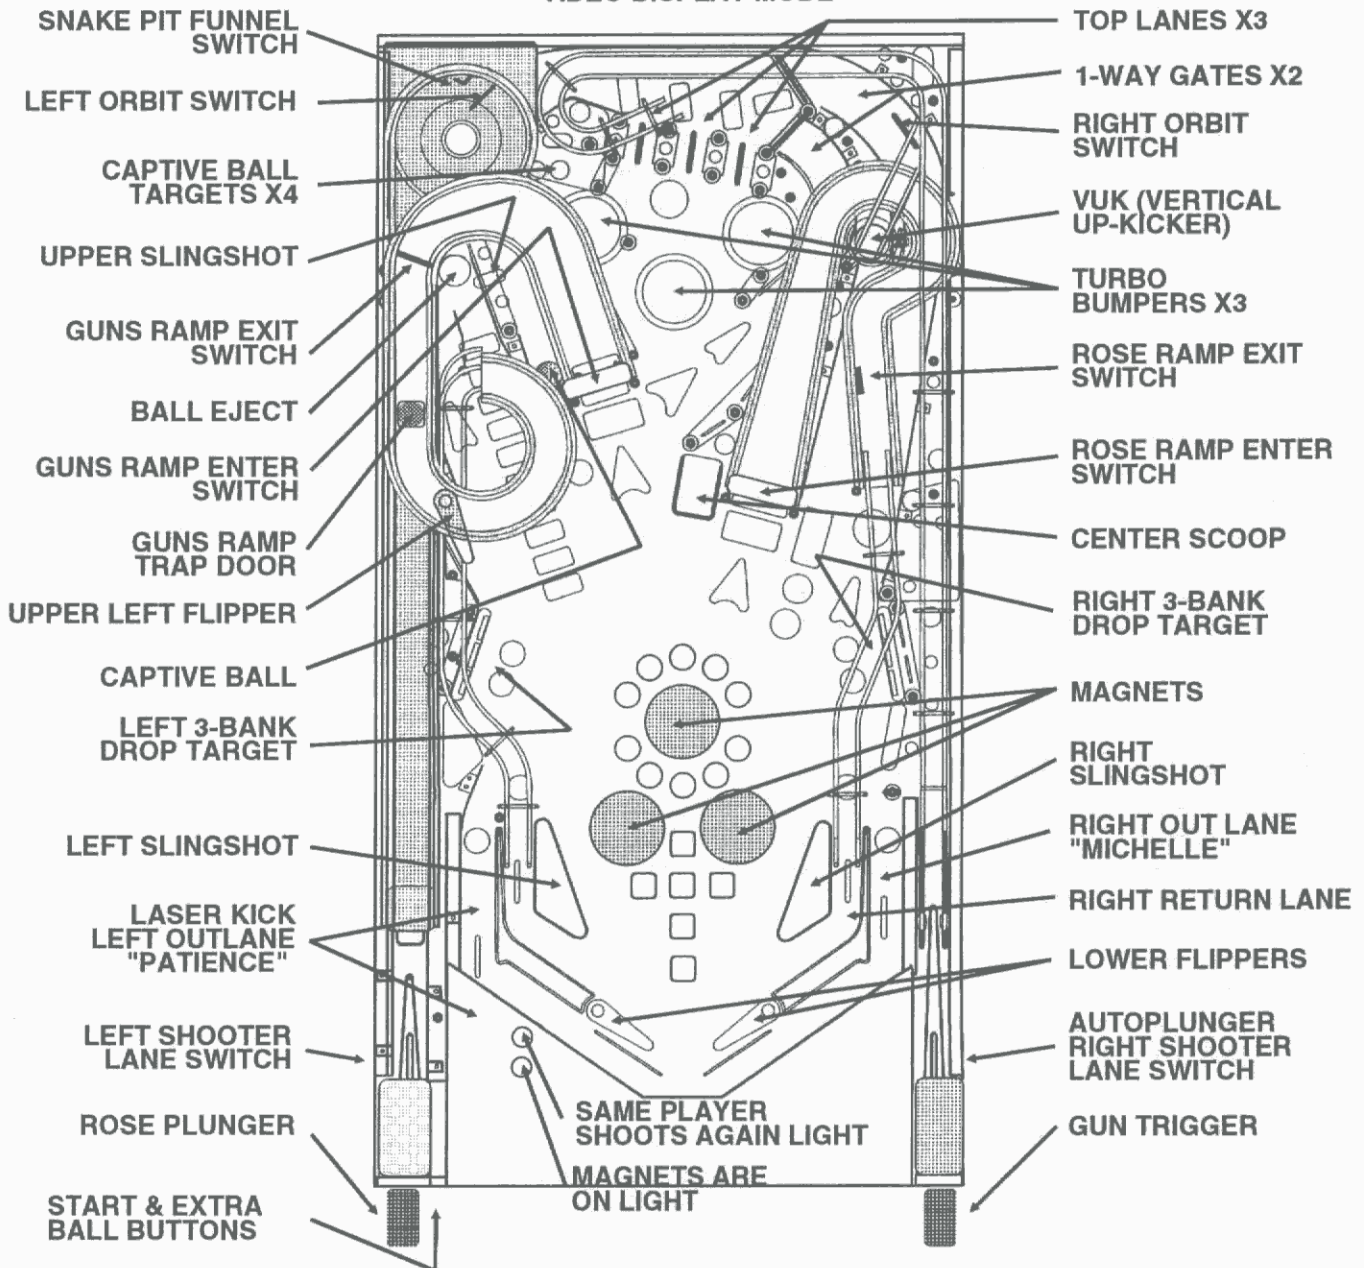 SNAKE PIT FUNNEL
SWITCH
LEFT ORBIT SWITCH
CAPTIVE BALL
TARGETS X4
UPPER SLINGSHOT
GUNS RAMP EXIT
SWITCH
BALL EJECT
GUNS RAMP ENTER
SWITCH
GUNS RAMP
TRAP DOOR
UPPER LEFT FLIPPER
CAPTIVE BALL
LEFT 3-BANK
DROP TARGET
LEFT SLINGSHOT
LASER KICK
LEFT OUTLANE
"PATIENCE"
LEFT SHOOTER
LANE SWITCH
ROSE PLUNGER
START & EXTRA
BALL BUTTONS
SAME PLAYER
SHOOTS AGAIN LIGHT
MAGNETS ARE
ON LIGHT
TOP LANES X3
1-WAY GATES X2
RIGHT ORBIT
SWITCH
VUK (VERTICAL
UP-KICKER)
TURBO
BUMPERS X3
ROSE RAMP EXIT
SWITCH
ROSE RAMP ENTER
SWITCH
CENTER SCOOP
RIGHT 3-BANK
DROP TARGET
MAGNETS
RIGHT
SLINGSHOT
RIGHT OUT LANE
"MICHELLE"
RIGHT RETURN LANE
LOWER FLIPPERS
AUTOPLUNGER
RIGHT SHOOTER
LANE SWITCH
GUN TRIGGER